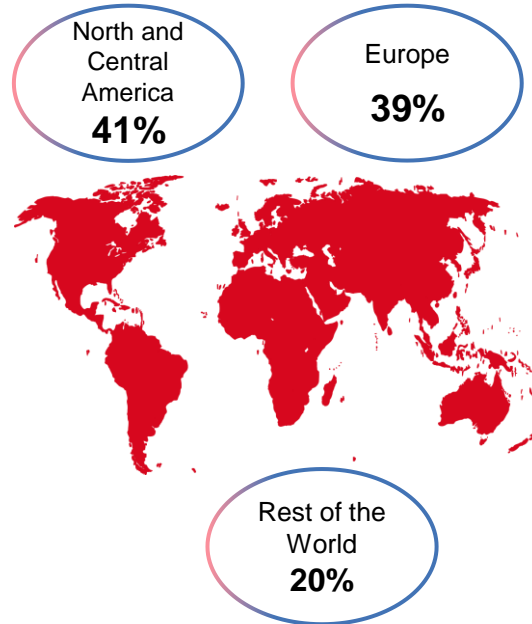 North and
Central
America
41%
Europe
39%
Rest of the
World
20%